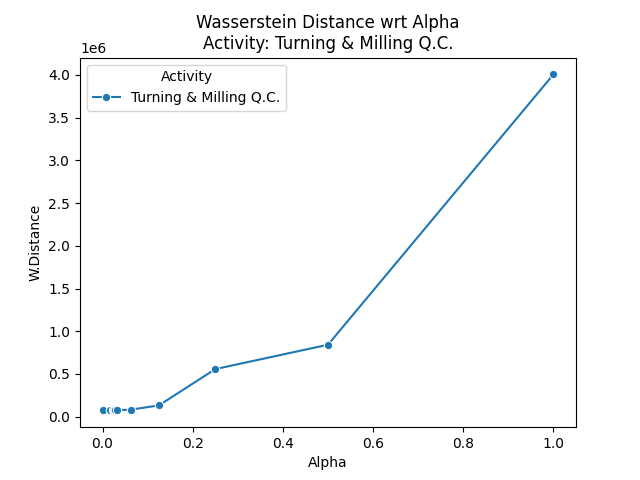 Wasserstein Distance wrt Alpha
Activity: Turning & Milling Q.C.
1e6
Activity
Turning & Milling Q.C.
4.0
3.5
3.0
2.5
2.0
1.5
1.0
0.5
0.0
W.Distance
0.0 0.2 0.4 0.6 0.8 1.0
Alpha